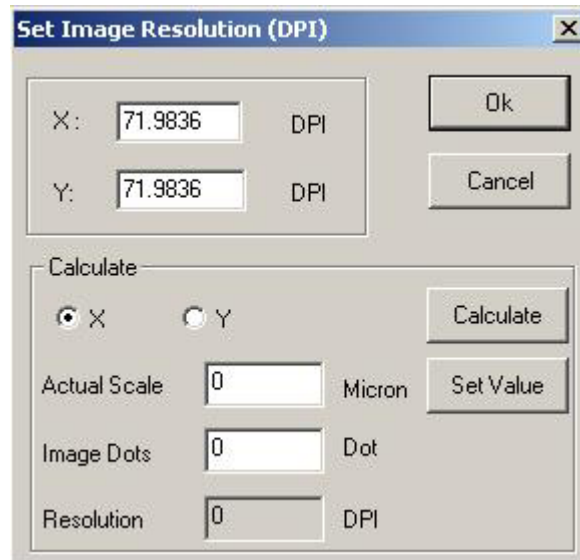 Set Image Resolution (DPI)
X: 71.9836 DPI
Ok
Y: 71.9836 DPI
Cancel
Calculate
X Y
Calculate
Actual Scale 0 Micron
Set Value
Image Dots 0 Dot
Resolution 0 DPI